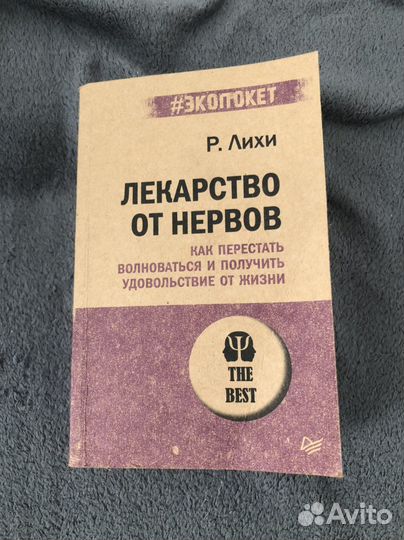 #ЭКОПОКЕТ
Р. Лихи
ЛЕКАРСТВО
ОТ НЕРВОВ
КАК ПЕРЕСТАТЬ
ВОЛНОВАТЬСЯ И ПОЛУЧИТЬ
УДОВОЛЬСТВИЕ ОТ ЖИЗНИ
Ψ
THE
BEST
Avito